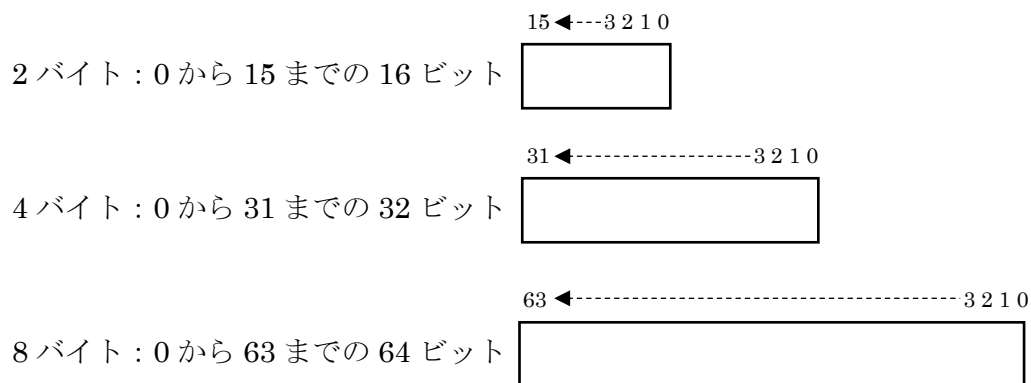 15 ---3 2 1 0
2 バイト：0 から 15 までの 16 ビット
31 3 2 1 0
4 バイト：0 から 31 までの 32 ビット
63 3 2 1 0
8 バイト：0 から 63 までの 64 ビット